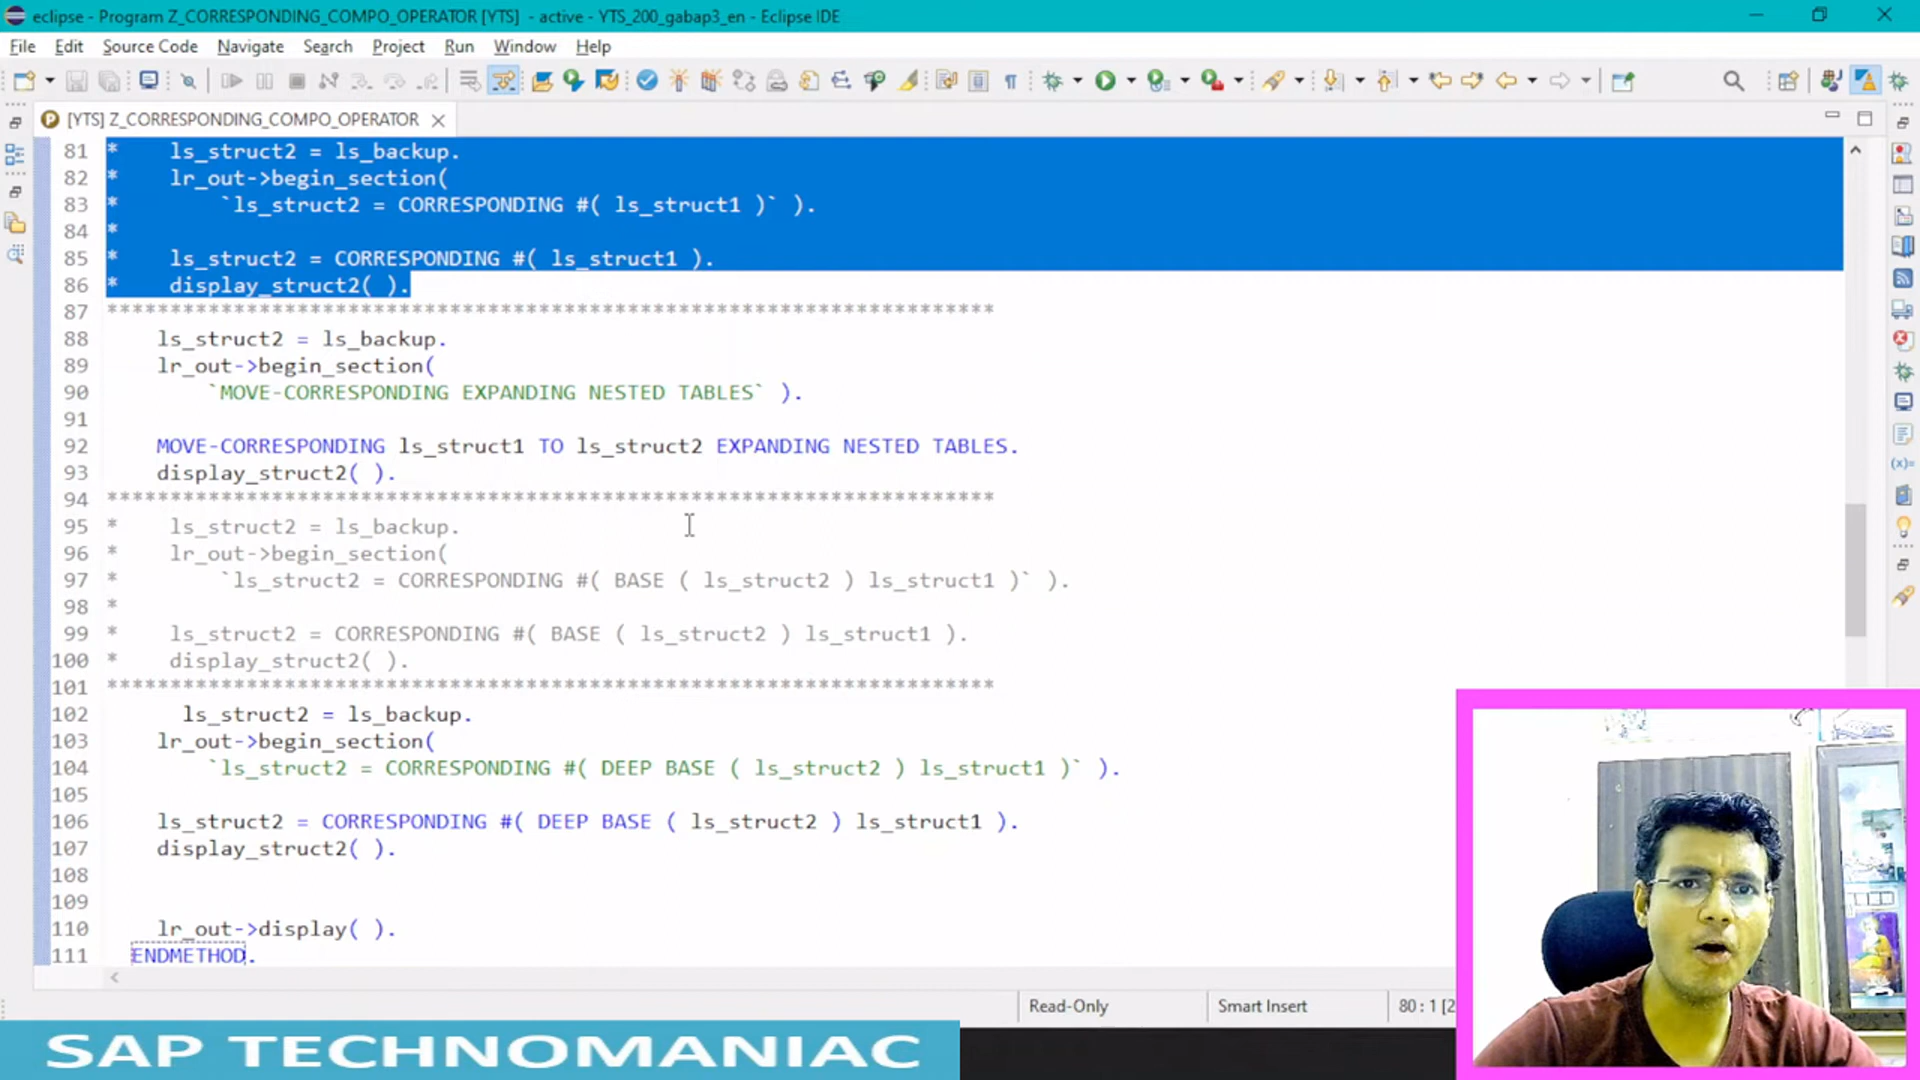 eclipse - Program Z_CORRESPONDING_COMPO_OPERATOR [YTS] - active - YTS_200_gabap3_en - Eclipse IDE
File Edit Source Code Navigate Search Project Run Window Help
[YTS] Z_CORRESPONDING_COMPO_OPERATOR
81 * ls_struct2 = ls_backup.
82 * lr_out->begin_section(
83 * `ls_struct2 = CORRESPONDING #( ls_struct1 )` ).
84 *
85 * ls_struct2 = CORRESPONDING #( ls_struct1 ).
86 * display_struct2( ).
87 **********************************************************************
88 ls_struct2 = ls_backup.
89 lr_out->begin_section(
90 `MOVE-CORRESPONDING EXPANDING NESTED TABLES` ).
91
92 MOVE-CORRESPONDING ls_struct1 TO ls_struct2 EXPANDING NESTED TABLES.
93 display_struct2( ).
94 **********************************************************************
95 * ls_struct2 = ls_backup.
96 * lr_out->begin_section(
97 * `ls_struct2 = CORRESPONDING #( BASE ( ls_struct2 ) ls_struct1 )` ).
98 *
99 * ls_struct2 = CORRESPONDING #( BASE ( ls_struct2 ) ls_struct1 ).
100 * display_struct2( ).
101 **********************************************************************
102 ls_struct2 = ls_backup.
103 lr_out->begin_section(
104 `ls_struct2 = CORRESPONDING #( DEEP BASE ( ls_struct2 ) ls_struct1 )` ).
105
106 ls_struct2 = CORRESPONDING #( DEEP BASE ( ls_struct2 ) ls_struct1 ).
107 display_struct2( ).
108
109
110 lr_out->display( ).
111 ENDMETHOD.
Read-Only Smart Insert 80 : 1 [2
SAP TECHNOMANIAC